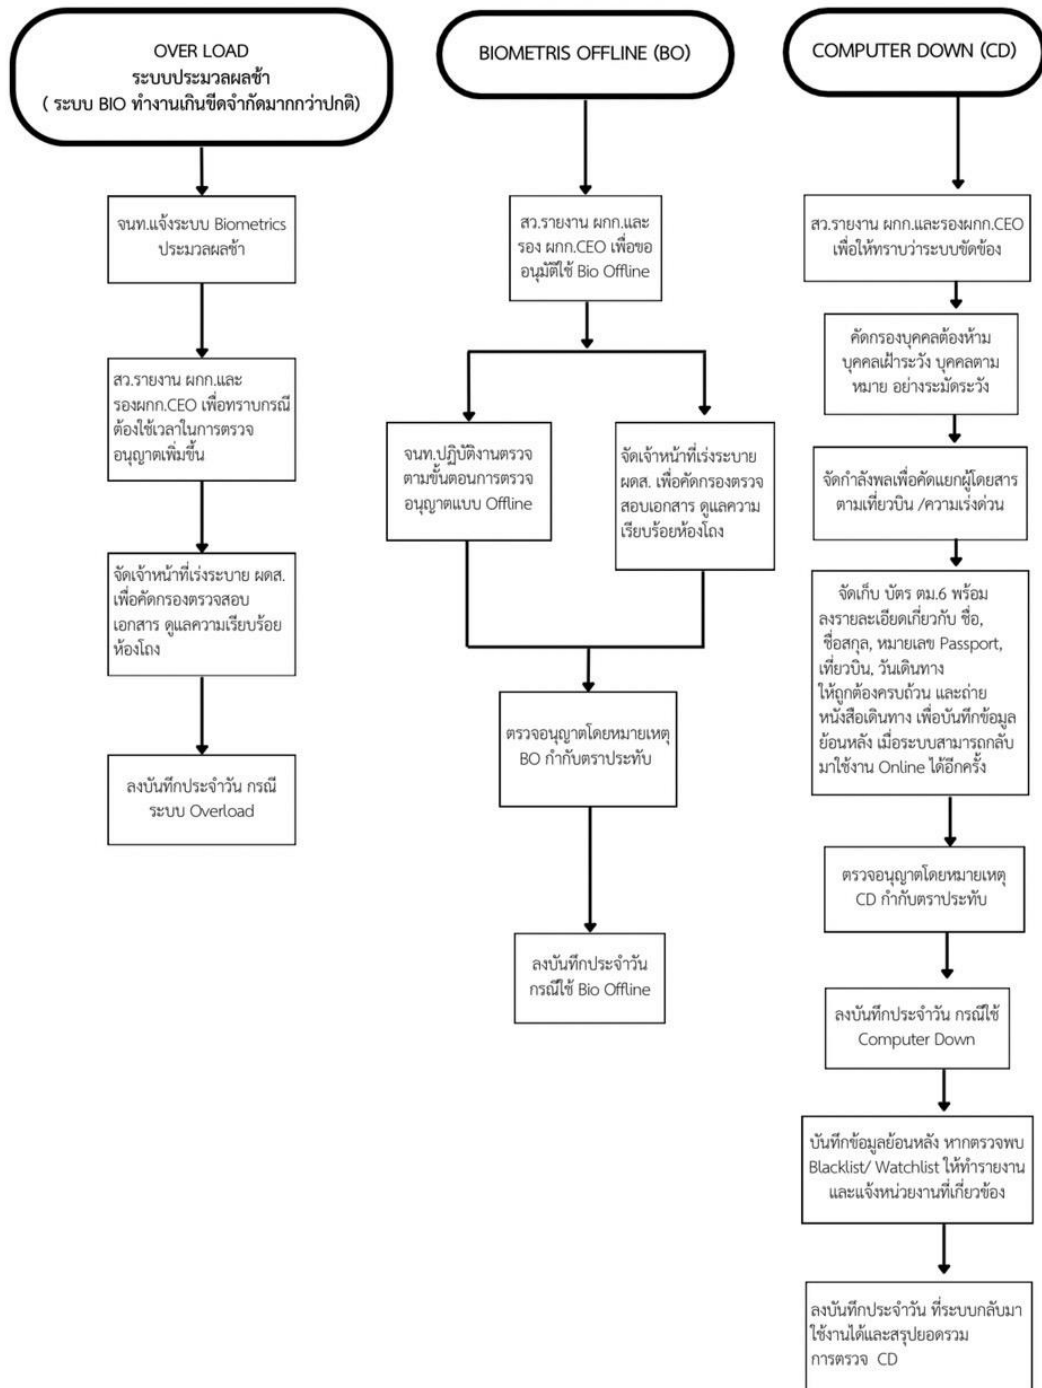 OVER LOAD
ระบบประมวลผลช้า
( ระบบ BIO ทำงานเกินขีดจำกัดมากกว่าปกติ)
จนท.แจ้งระบบ Biometrics
ประมวลผลช้า
สว.รายงาน ผกก.และ
รองผกก.CEO เพื่อทราบกรณี
ต้องใช้เวลาในการตรวจ
อนุญาตเพิ่มขึ้น
จัดเจ้าหน้าที่เร่งระบาย ผดส.
เพื่อคัดกรองตรวจสอบ
เอกสาร ดูแลความเรียบร้อย
ห้องโถง
ลงบันทึกประจำวัน กรณี
ระบบ Overload
BIOMETRIS OFFLINE (BO)
สว.รายงาน ผกก.และ
รอง ผกก.CEO เพื่อขอ
อนุมัติใช้ Bio Offline
จนท.ปฏิบัติงานตรวจ
ตามขั้นตอนการตรวจ
อนุญาตแบบ Offline
จัดเจ้าหน้าที่เร่งระบาย
ผดส. เพื่อคัดกรองตรวจ
สอบเอกสาร ดูแลความ
เรียบร้อยห้องโถง
ตรวจอนุญาตโดยหมายเหตุ
BO กำกับตราประทับ
ลงบันทึกประจำวัน
กรณีใช้ Bio Offline
COMPUTER DOWN (CD)
สว.รายงาน ผกก.และรองผกก.CEO
เพื่อให้ทราบว่าระบบขัดข้อง
คัดกรองบุคคลต้องห้าม
บุคคลเฝ้าระวัง บุคคลตาม
หมาย อย่างระมัดระวัง
จัดกำลังพลเพื่อคัดแยกผู้โดยสาร
ตามเที่ยวบิน /ความเร่งด่วน
จัดเก็บ บัตร ตม.6 พร้อม
ลงรายละเอียดเกี่ยวกับ ชื่อ,
ชื่อสกุล, หมายเลข Passport,
เที่ยวบิน, วันเดินทาง
ให้ถูกต้องครบถ้วน และถ่าย
หนังสือเดินทาง เพื่อบันทึกข้อมูล
ย้อนหลัง เมื่อระบบสามารถกลับ
มาใช้งาน Online ได้อีกครั้ง
ตรวจอนุญาตโดยหมายเหตุ
CD กำกับตราประทับ
ลงบันทึกประจำวัน กรณีใช้
Computer Down
บันทึกข้อมูลย้อนหลัง หากตรวจพบ
Blacklist/ Watchlist ให้ทำรายงาน
และแจ้งหน่วยงานที่เกี่ยวข้อง
ลงบันทึกประจำวัน ที่ระบบกลับมา
ใช้งานได้และสรุปยอดรวม
การตรวจ CD